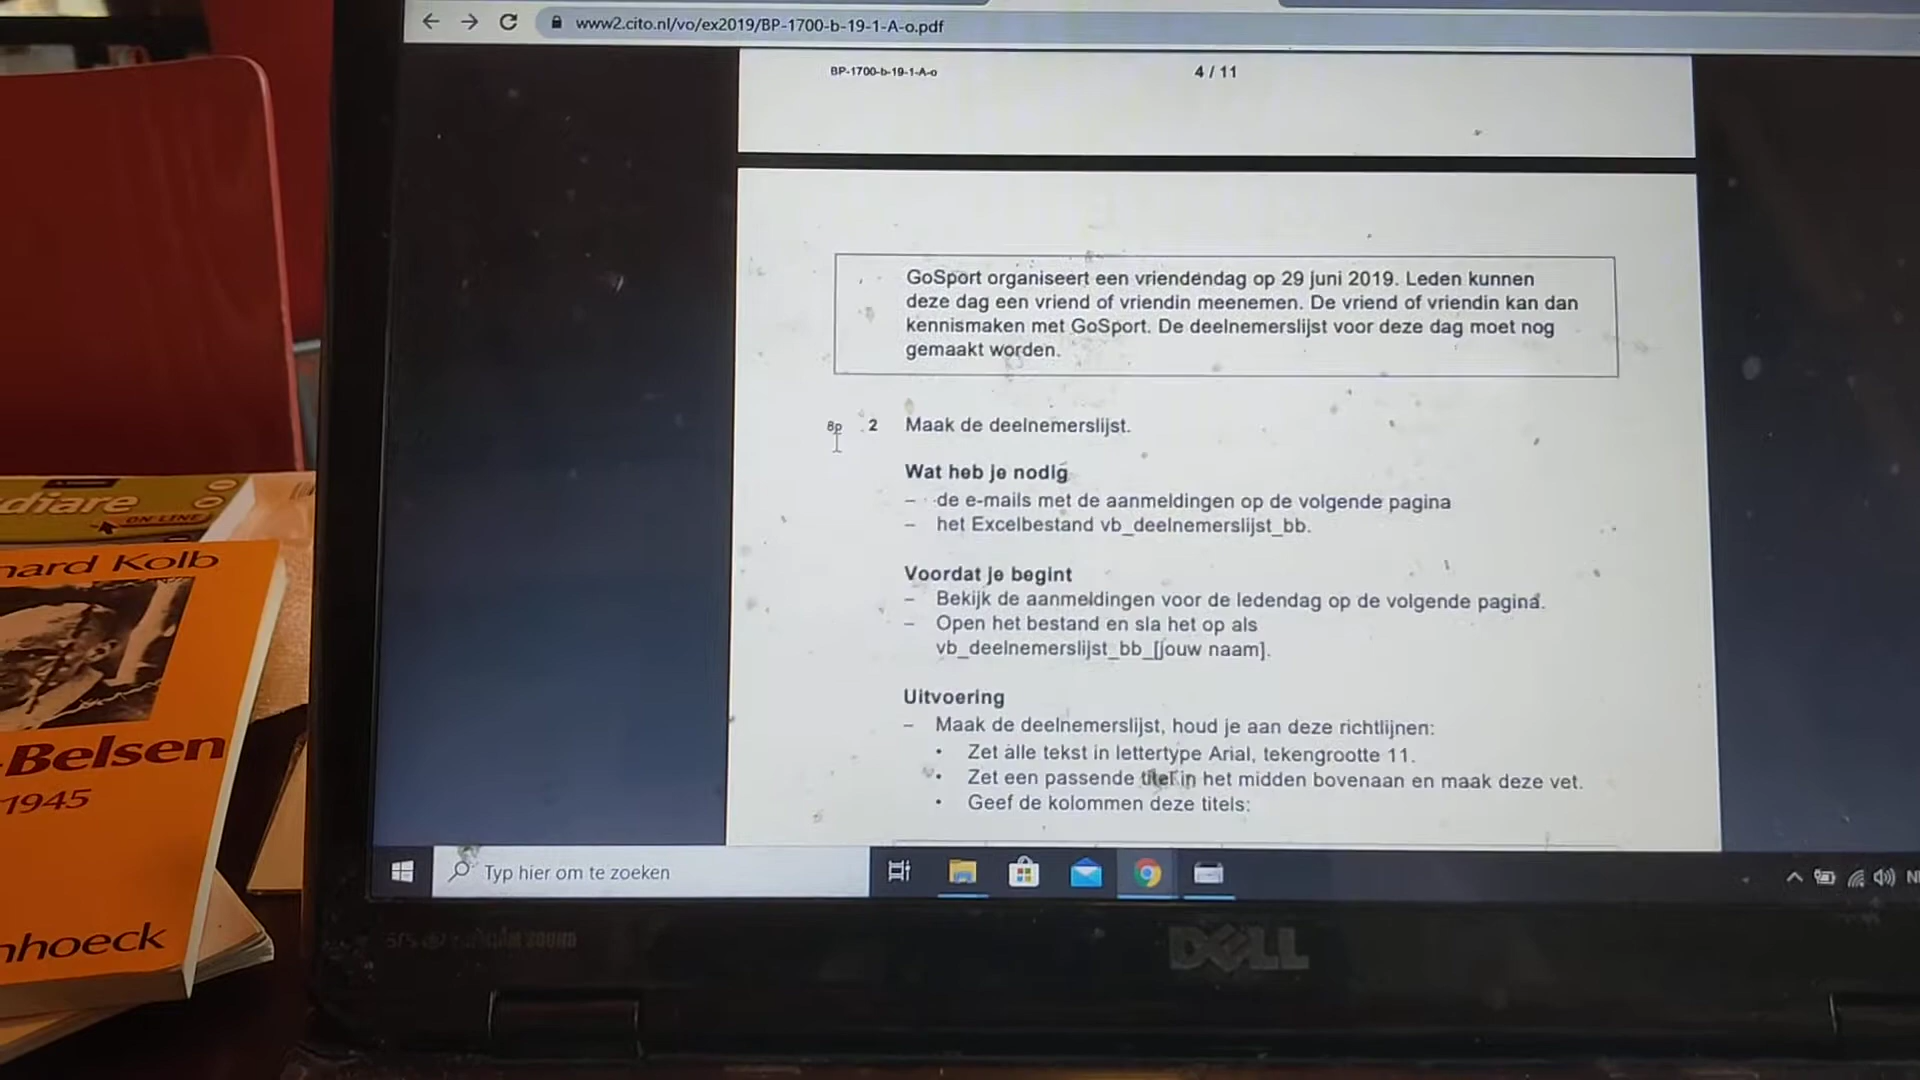 www2.cito.nl/vo/ex2019/BP-1700-b-19-1-A-o.pdf
BP-1700-b-19-1-A-o
4 / 11
GoSport organiseert een vriendendag op 29 juni 2019. Leden kunnen
deze dag een vriend of vriendin meenemen. De vriend of vriendin kan dan
kennismaken met GoSport. De deelnemerslijst voor deze dag moet nog
gemaakt worden.
8p 2 Maak de deelnemerslijst.
Wat heb je nodig
– de e-mails met de aanmeldingen op de volgende pagina
– het Excelbestand vb_deelnemerslijst_bb.
Voordat je begint
– Bekijk de aanmeldingen voor de ledendag op de volgende pagina.
– Open het bestand en sla het op als
vb_deelnemerslijst_bb_[jouw naam].
Uitvoering
– Maak de deelnemerslijst, houd je aan deze richtlijnen:
• Zet alle tekst in lettertype Arial, tekengrootte 11.
• Zet een passende titel in het midden bovenaan en maak deze vet.
• Geef de kolommen deze titels:
Typ hier om te zoeken
DELL
diare
ON-LINE
nard Kolb
-Belsen
1945
nhoeck